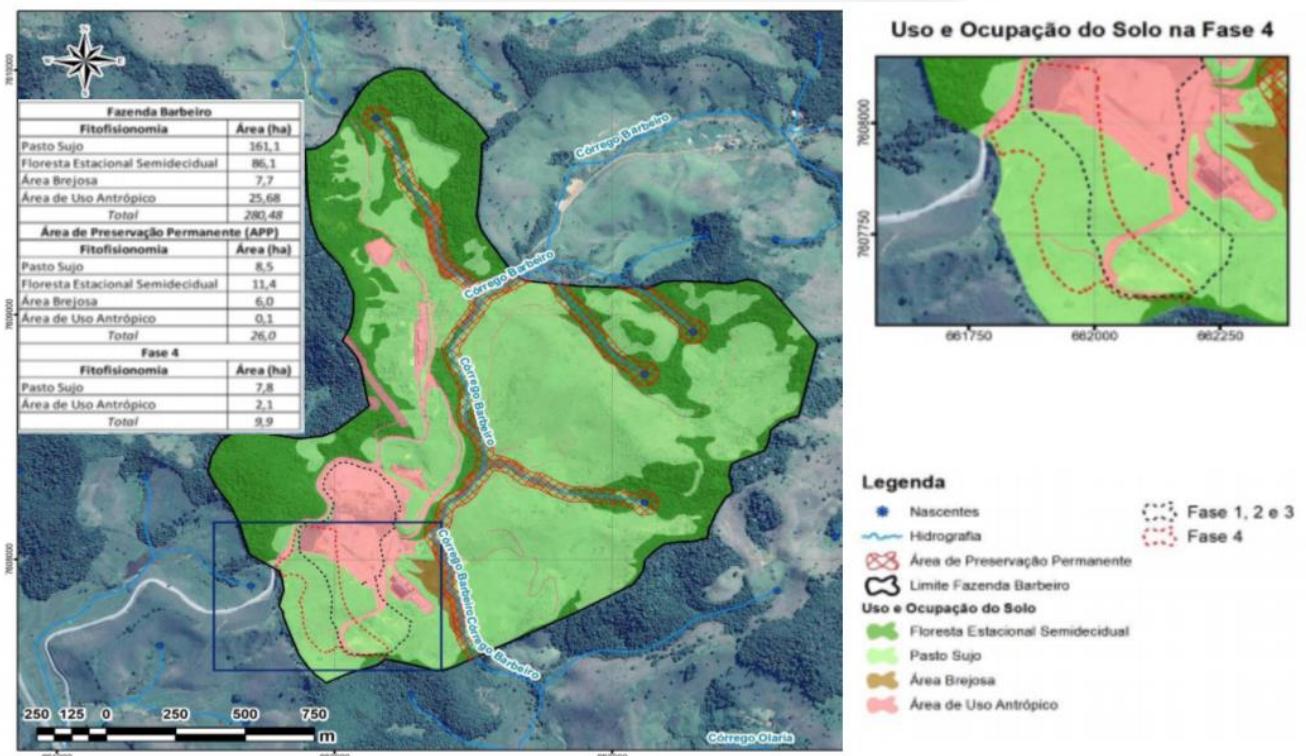 Fazenda Barbeiro
Fitofisionomia Área (ha)
Pasto Sujo 161,1
Floresta Estacional Semidecidual 86,1
Área Brejosa 7,7
Área de Uso Antrópico 25,68
Total 280,48
Área de Preservação Permanente (APP)
Fitofisionomia Área (ha)
Pasto Sujo 8,5
Floresta Estacional Semidecidual 11,4
Área Brejosa 6,0
Área de Uso Antrópico 0,1
Total 26,0
Fase 4
Fitofisionomia Área (ha)
Pasto Sujo 7,8
Área de Uso Antrópico 2,1
Total 9,9
N
E
S
W
7610000
7609000
7608000
Córrego Barbeiro
Córrego Barbeiro
Córrego Barbeiro
Córrego Barbeiro
Córrego Barbeiro
Córrego Olaria
250 125 0 250 500 750
m
Uso e Ocupação do Solo na Fase 4
7608000
7607750
661750 662000 662250
Legenda
Nascentes
Hidrografia
Área de Preservação Permanente
Limite Fazenda Barbeiro
Fase 1, 2 e 3
Fase 4
Uso e Ocupação do Solo
Floresta Estacional Semidecidual
Pasto Sujo
Área Brejosa
Área de Uso Antrópico